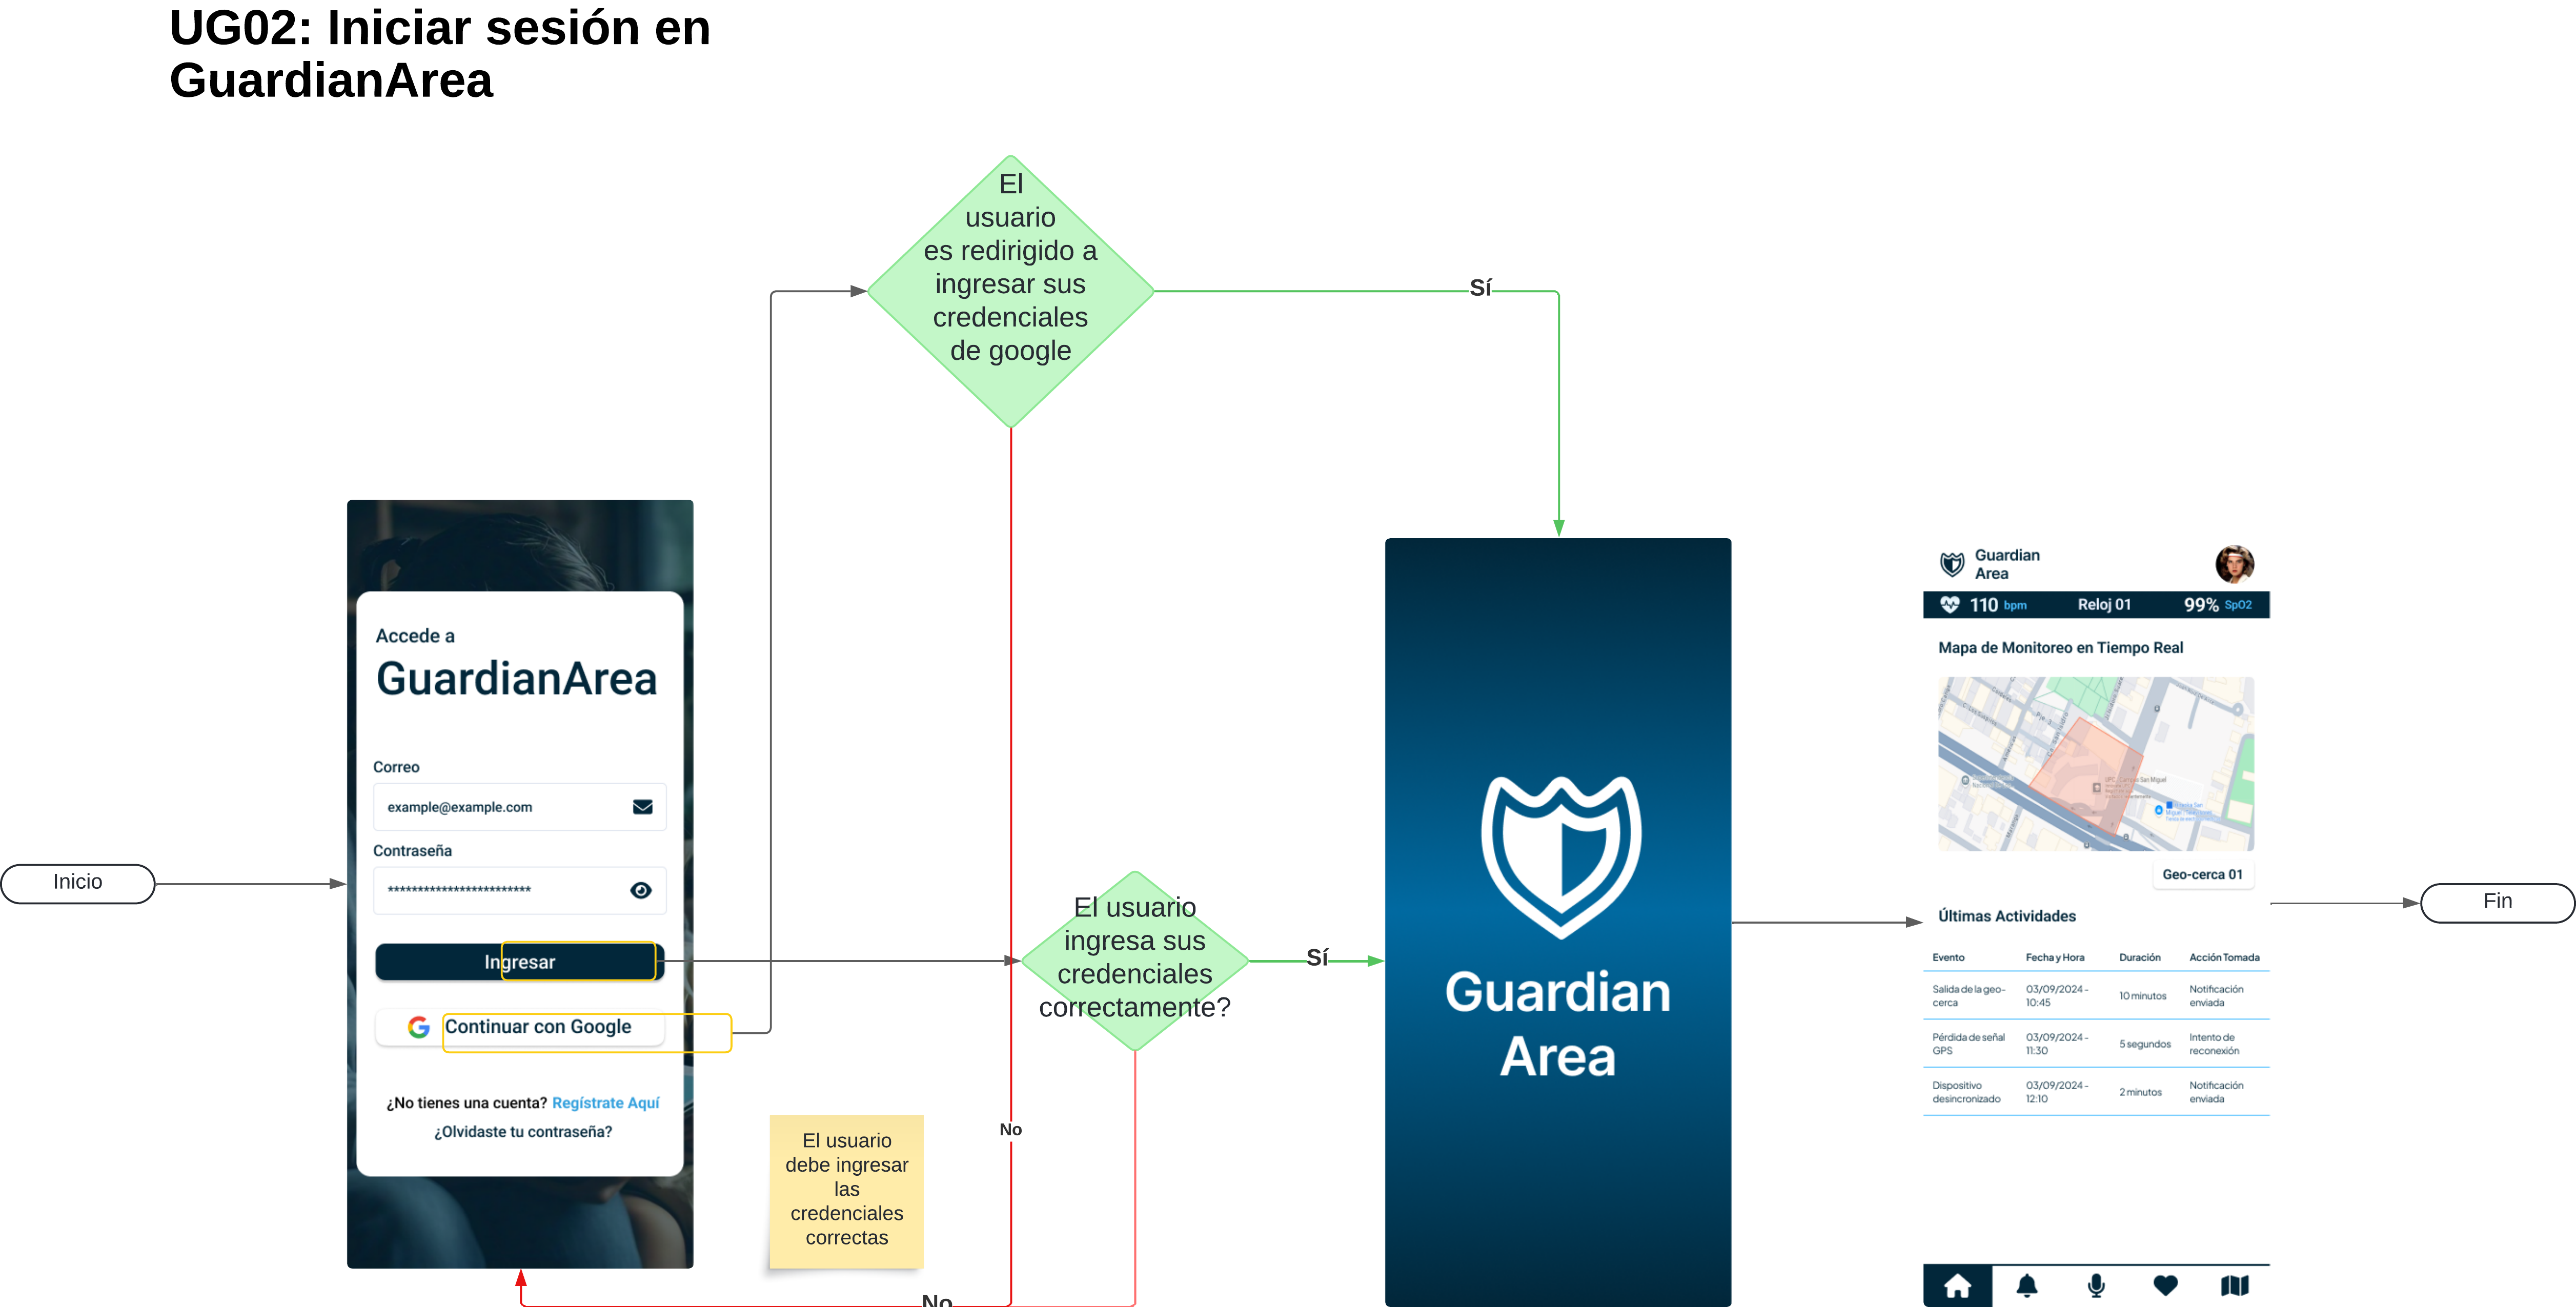 UG02: Iniciar sesión en
GuardianArea
El
usuario
es redirigido a
ingresar sus
credenciales
de google
Sí
Inicio
Accede a
GuardianArea
Correo
example@example.com
Contraseña
************************
Ingresar
Continuar con Google
¿No tienes una cuenta? Regístrate Aquí
¿Olvidaste tu contraseña?
El usuario
debe ingresar
las
credenciales
correctas
No
No
El usuario
ingresa sus
credenciales
correctamente?
Sí
Guardian
Area
Guardian
Area
110 bpm Reloj 01 99% SpO2
Mapa de Monitoreo en Tiempo Real
Geo-cerca 01
Últimas Actividades
Evento Fecha y Hora Duración Acción Tomada
Salida de la geo-
cerca
03/09/2024 -
10:45
10 minutos
Notificación
enviada
Pérdida de señal
GPS
03/09/2024 -
11:30
5 segundos
Intento de
reconexión
Dispositivo
desincronizado
03/09/2024 -
12:10
2 minutos
Notificación
enviada
Fin